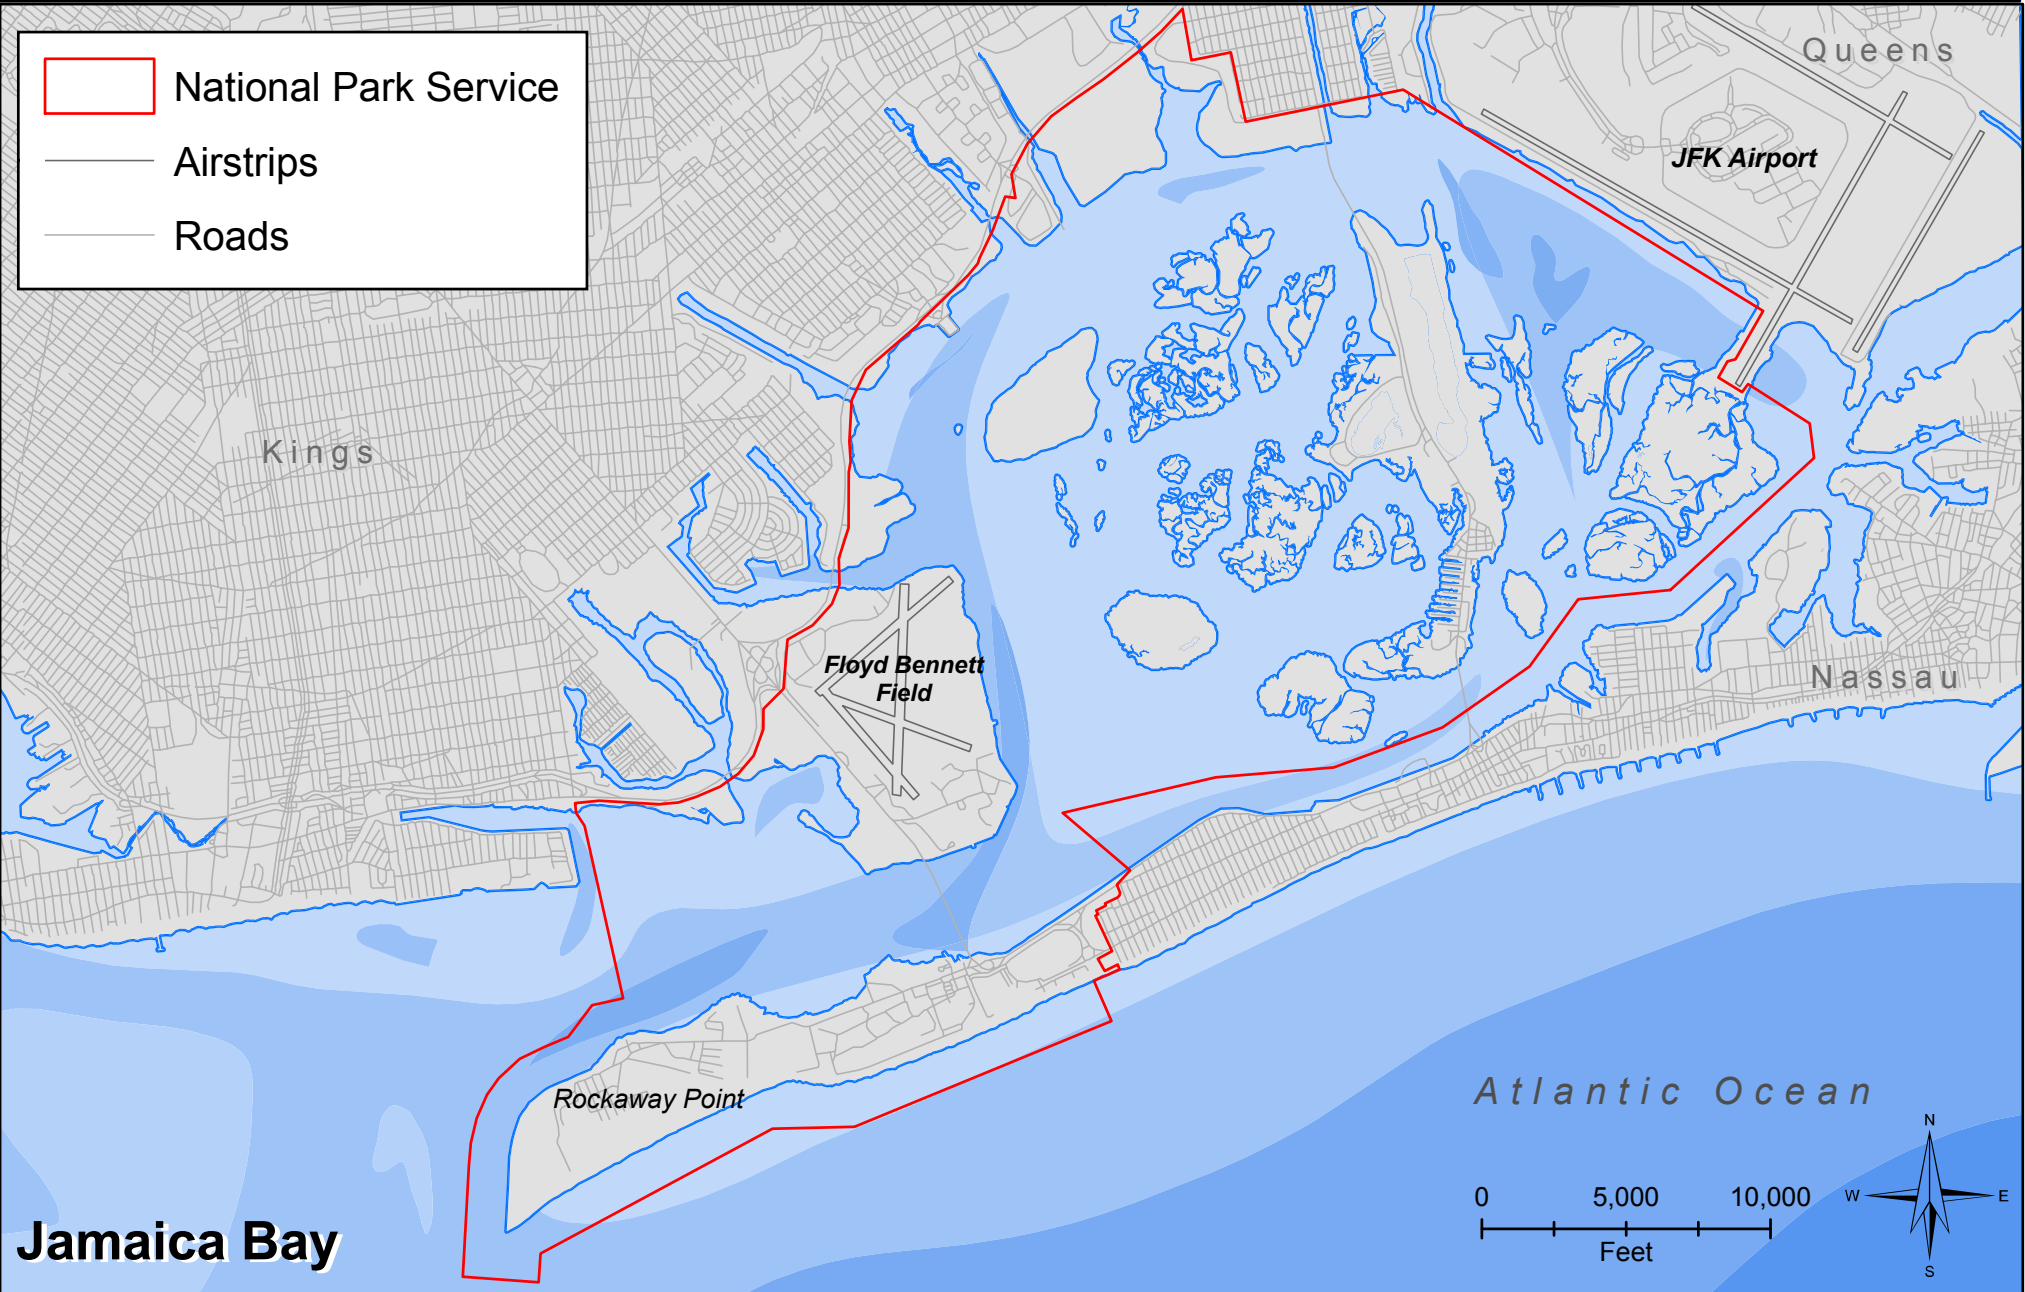 National Park Service
Airstrips
Roads
Queens
JFK Airport
Kings
Floyd Bennett
Field
Nassau
Rockaway Point
Atlantic Ocean
N
W
E
S
0 5,000 10,000
Feet
Jamaica Bay